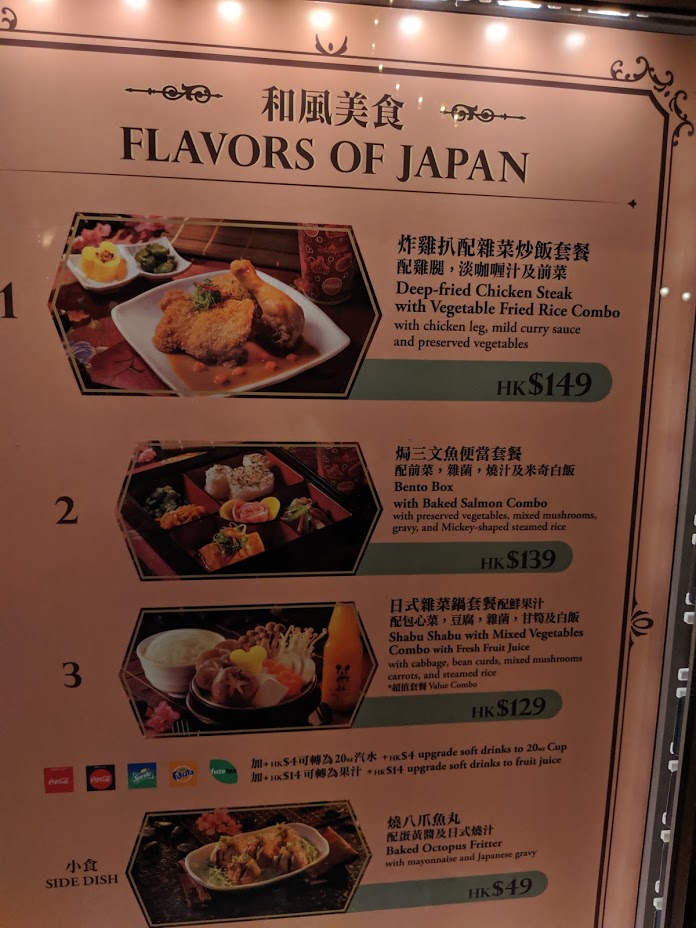 和風美食
FLAVORS OF JAPAN
1
炸雞扒配雜菜炒飯套餐
配雞腿，淡咖喱汁及前菜
Deep-fried Chicken Steak
with Vegetable Fried Rice Combo
with chicken leg, mild curry sauce
and preserved vegetables
HK$149
2
焗三文魚便當套餐
配前菜，雜菌，燒汁及米奇白飯
Bento Box
with Baked Salmon Combo
with preserved vegetables, mixed mushrooms,
gravy, and Mickey-shaped steamed rice
HK$139
3
日式雜菜鍋套餐配鮮果汁
配包心菜，豆腐，雜菌，甘筍及白飯
Shabu Shabu with Mixed Vegetables
Combo with Fresh Fruit Juice
with cabbage, bean curds, mixed mushrooms
carrots, and steamed rice
*超值套餐 Value Combo
HK$129
Coca-Cola
Coca-Cola
Sprite
Fanta
fuze tea
加+HK$4可轉為20oz汽水 +HK$4 upgrade soft drinks to 20oz Cup
加+HK$14可轉為果汁 +HK$14 upgrade soft drinks to fruit juice
小食
SIDE DISH
燒八爪魚丸
配蛋黃醬及日式燒汁
Baked Octopus Fritter
with mayonnaise and Japanese gravy
HK$49